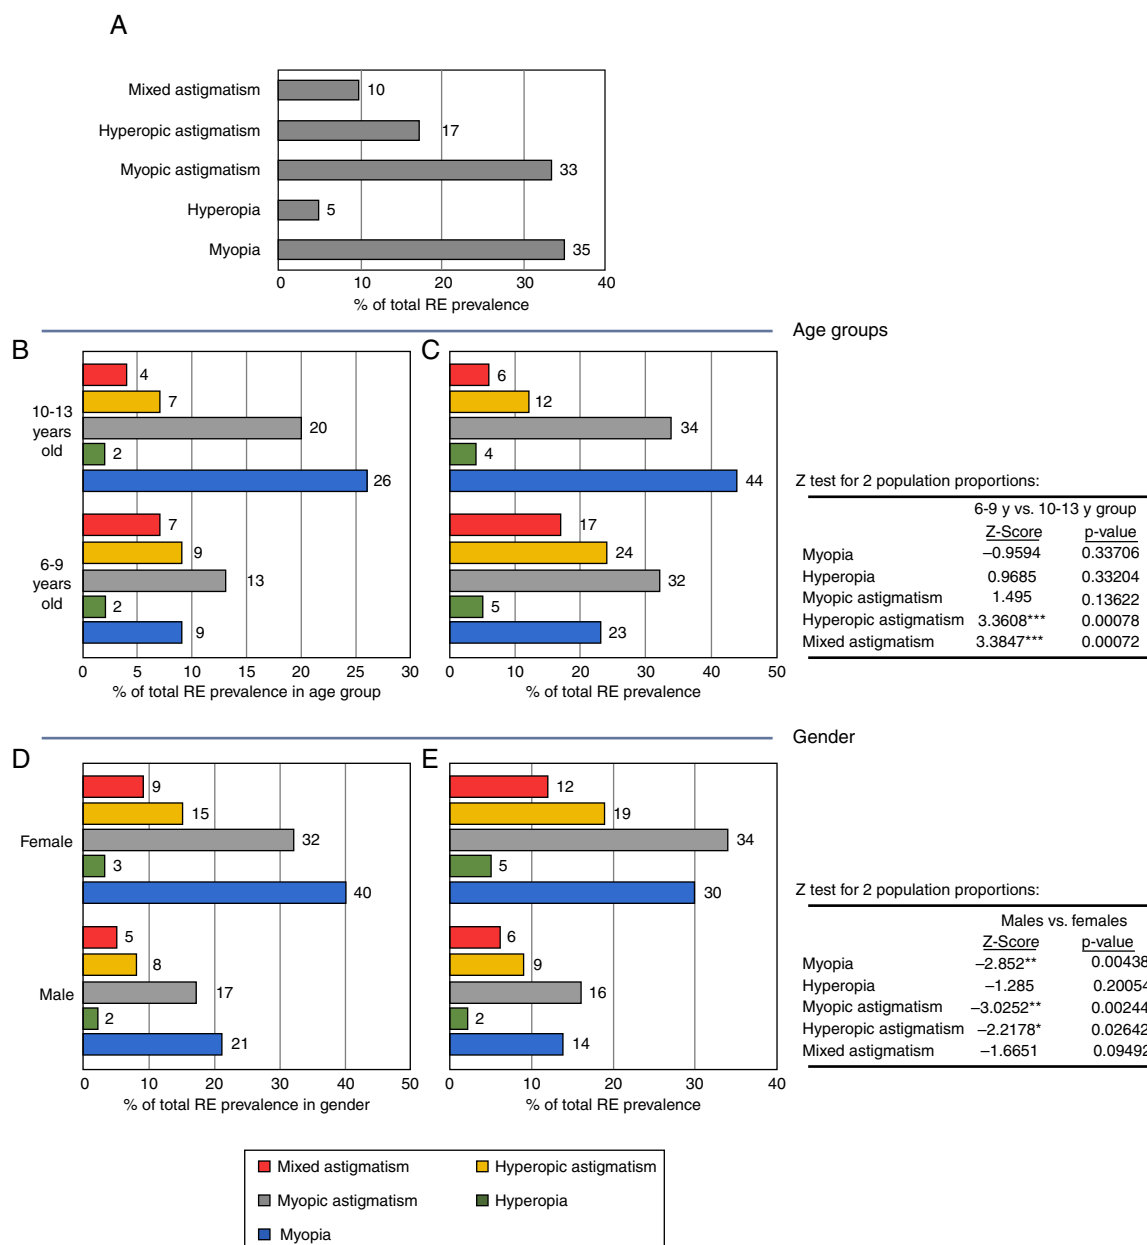 A
Mixed astigmatism 10
Hyperopic astigmatism 17
Myopic astigmatism 33
Hyperopia 5
Myopia 35
0 10 20 30 40
% of total RE prevalence
Age groups
B
10-13
years
old
4
7
20
2
26
6-9
years
old
7
9
13
2
9
0 5 10 15 20 25 30
% of total RE prevalence in age group
C
6
12
34
4
44
17
24
32
5
23
0 10 20 30 40 50
% of total RE prevalence
Z test for 2 population proportions:
6-9 y vs. 10-13 y group
Z-Score p-value
Myopia −0.9594 0.33706
Hyperopia 0.9685 0.33204
Myopic astigmatism 1.495 0.13622
Hyperopic astigmatism 3.3608*** 0.00078
Mixed astigmatism 3.3847*** 0.00072
Gender
D
Female
9
15
32
3
40
Male
5
8
17
2
21
0 10 20 30 40 50
% of total RE prevalence in gender
E
12
19
34
5
30
6
9
16
2
14
0 10 20 30 40
% of total RE prevalence
Z test for 2 population proportions:
Males vs. females
Z-Score p-value
Myopia −2.852** 0.00438
Hyperopia −1.285 0.20054
Myopic astigmatism −3.0252** 0.00244
Hyperopic astigmatism −2.2178* 0.02642
Mixed astigmatism −1.6651 0.09492
Mixed astigmatism Hyperopic astigmatism
Myopic astigmatism Hyperopia
Myopia